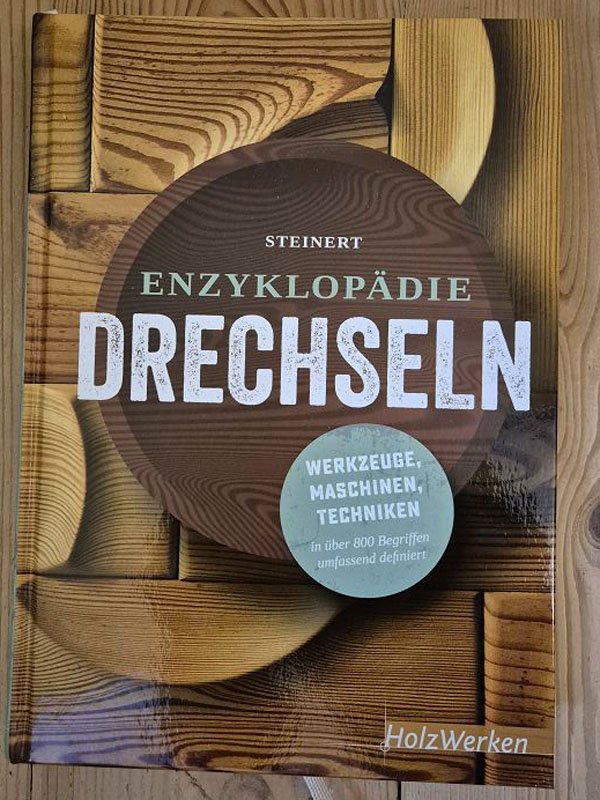 STEINERT
ENZYKLOPÄDIE
DRECHSELN
WERKZEUGE,
MASCHINEN,
TECHNIKEN
in über 800 Begriffen
umfassend definiert
HolzWerken